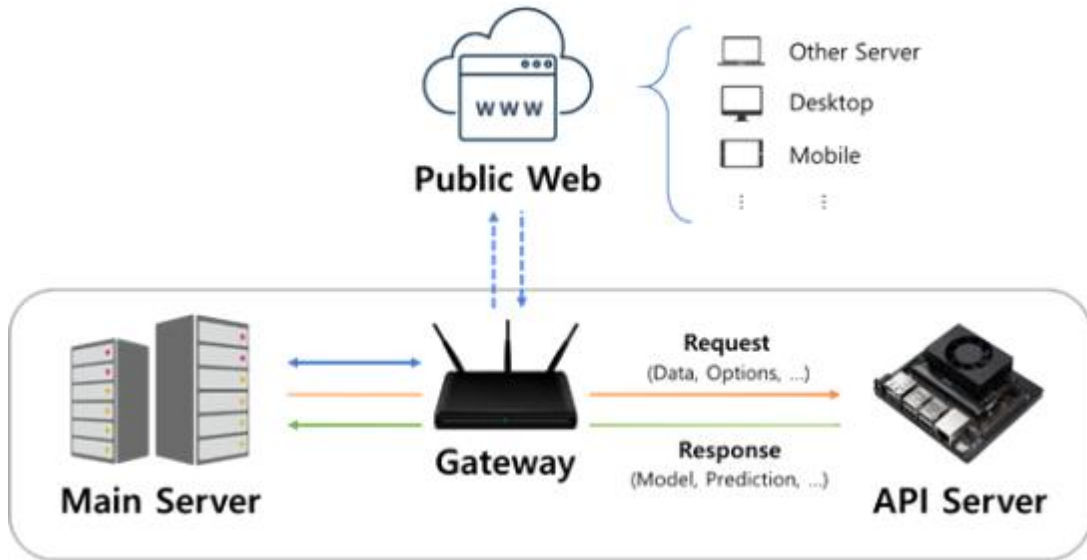 WWW
Public Web
Other Server
Desktop
Mobile
⋮ ⋮
Main Server
Gateway
Request
(Data, Options, ...)
Response
(Model, Prediction, ...)
API Server